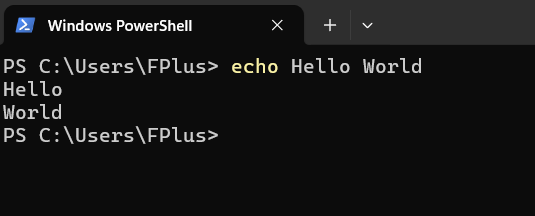 Windows PowerShell
PS C:\Users\FPlus> echo Hello World
Hello
World
PS C:\Users\FPlus>